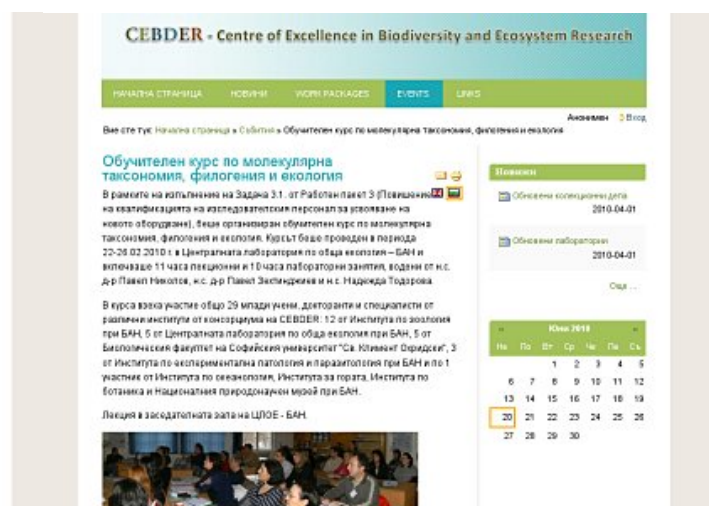 CEBDER - Centre of Excellence in Biodiversity and Ecosystem Research
НАЧАЛНА СТРАНИЦА НОВИНИ WORK PACKAGES EVENTS LINKS
Анонимен Вход
Вие сте тук: Начална страница » Събития » Обучителен курс по молекулярна таксономия, филогения и екология
Обучителен курс по молекулярна
таксономия, филогения и екология
В рамките на изпълнение на Задача 3.1. от Работен пакет 3 (Повишение
на квалификацията на изследователския персонал за усвояване на
новото оборудване), беше организиран обучителен курс по молекулярна
таксономия, филогения и екология. Курсът беше проведен в периода
22-26.02.2010 г. в Централната лаборатория по обща екология – БАН и
включваше 11 часа лекционни и 10 часа лабораторни занятия, водени от н.с.
д-р Павел Николов, н.с. д-р Павел Зехтинджиев и н.с. Надежда Тодорова.
В курса взеха участие общо 29 млади учени, докторанти и специалисти от
различни институти от консорциума на CEBDER: 12 от Института по зоология
при БАН, 5 от Централната лаборатория по обща екология при БАН, 5 от
Биологическия факултет на Софийския университет "Св. Климент Охридски", 3
от Института по експериментална патология и паразитология при БАН и по 1
участник от Института по океанология, Института за гората, Института по
ботаника и Националния природонаучен музей при БАН.
Лекция в заседателната зала на ЦЛОЕ - БАН.
Новини
Обновени колекционни депа
2010-04-01
Обновени лаборатории
2010-04-01
Още ...
« Юни 2010 »
Не По Вт Ср Че Пе Съ
1 2 3 4 5
6 7 8 9 10 11 12
13 14 15 16 17 18 19
20 21 22 23 24 25 26
27 28 29 30